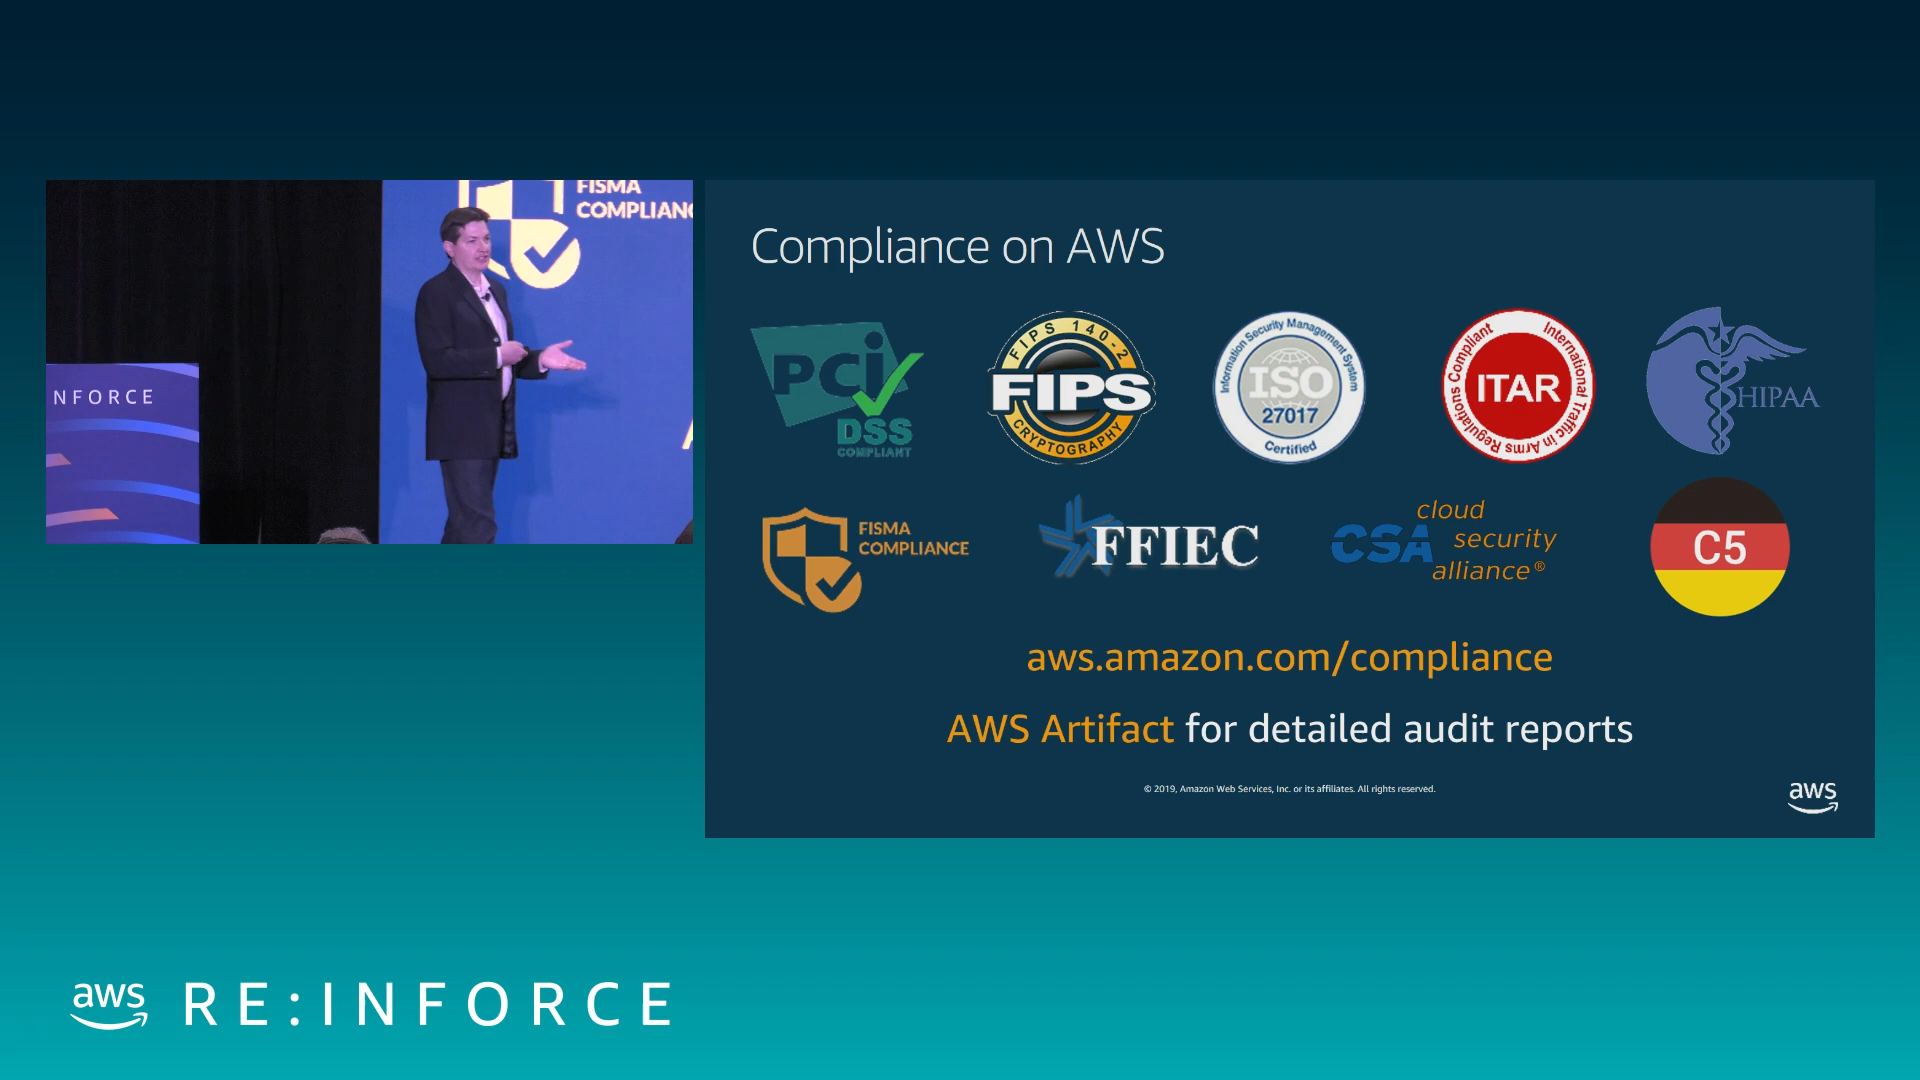 FISMA
COMPLIANC
NFORCE
Compliance on AWS
PCi
DSS
COMPLIANT
FIPS 140-2
FIPS
CRYPTOGRAPHY
Information Security Management System
ISO
27017
Certified
International Traffic in Arms Regulations Compliant
ITAR
HIPAA
FISMA
COMPLIANCE
FFIEC
CSA
cloud
security
alliance®
C5
aws.amazon.com/compliance
AWS Artifact for detailed audit reports
© 2019, Amazon Web Services, Inc. or its affiliates. All rights reserved.
aws
aws RE:INFORCE